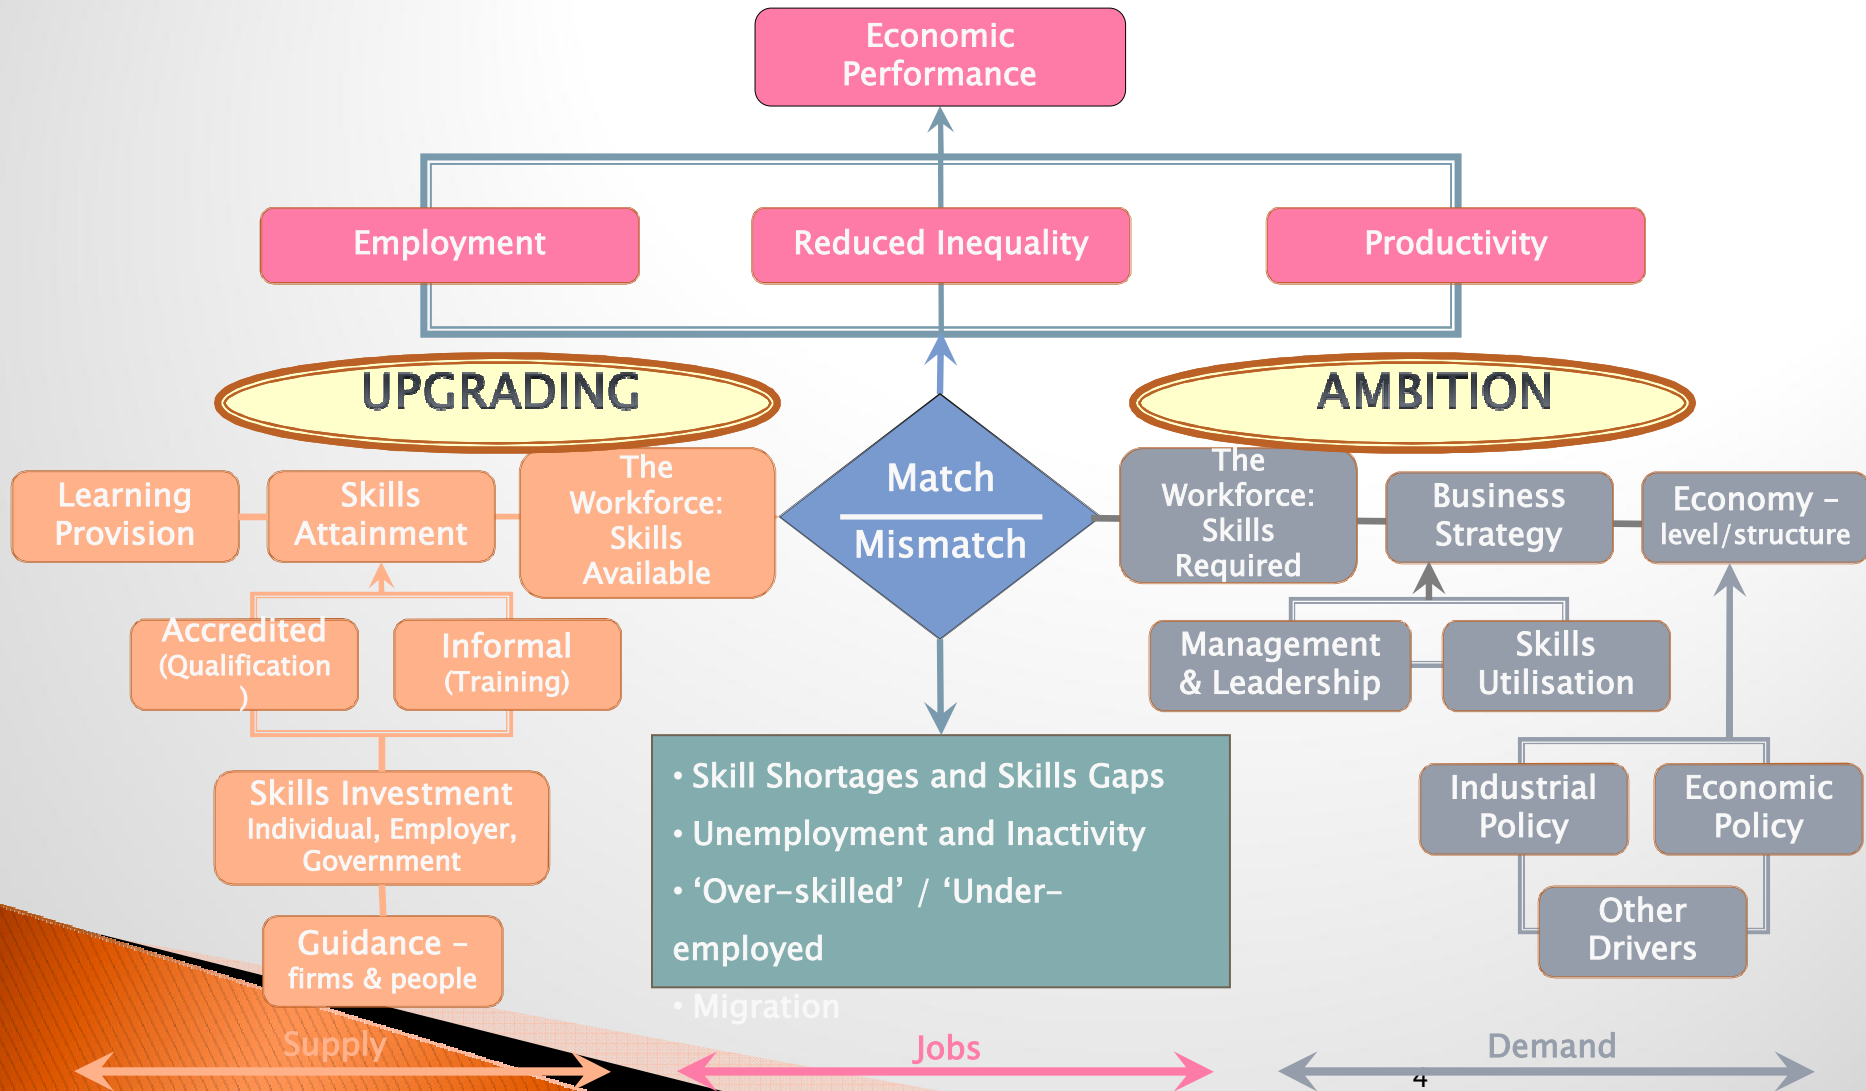 Economic
Performance
Employment
Reduced Inequality
Productivity
UPGRADING
AMBITION
Learning
Provision
Skills
Attainment
The
Workforce:
Skills
Available
Match
Mismatch
The
Workforce:
Skills
Required
Business
Strategy
Economy –
level/structure
Accredited
(Qualification
)
Informal
(Training)
Management
& Leadership
Skills
Utilisation
Skills Investment
Individual, Employer,
Government
• Skill Shortages and Skills Gaps
• Unemployment and Inactivity
• ‘Over–skilled’ / ‘Under–
employed
• Migration
Industrial
Policy
Economic
Policy
Other
Drivers
Guidance –
firms & people
Supply
Jobs
Demand
4